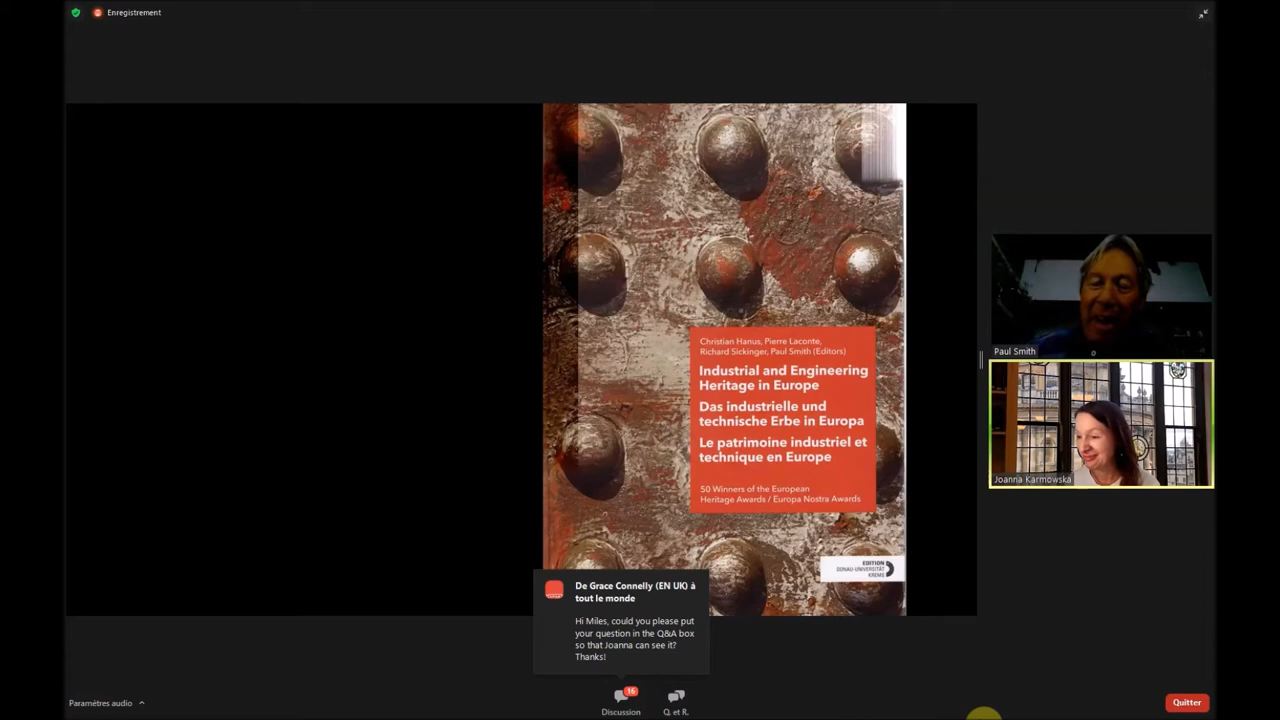 Enregistrement
Christian Hanus, Pierre Laconte,
Richard Sickinger, Paul Smith (Editors)
Industrial and Engineering
Heritage in Europe
Das industrielle und
technische Erbe in Europa
Le patrimoine industriel et
technique en Europe
50 Winners of the European
Heritage Awards / Europa Nostra Awards
EDITION
DONAU-UNIVERSITÄT
KREMS
Paul Smith
Joanna Karmowska
De Grace Connelly (EN UK) à
tout le monde
Hi Miles, could you please put
your question in the Q&A box
so that Joanna can see it?
Thanks!
Paramètres audio
16
Discussion
Q. et R.
Quitter